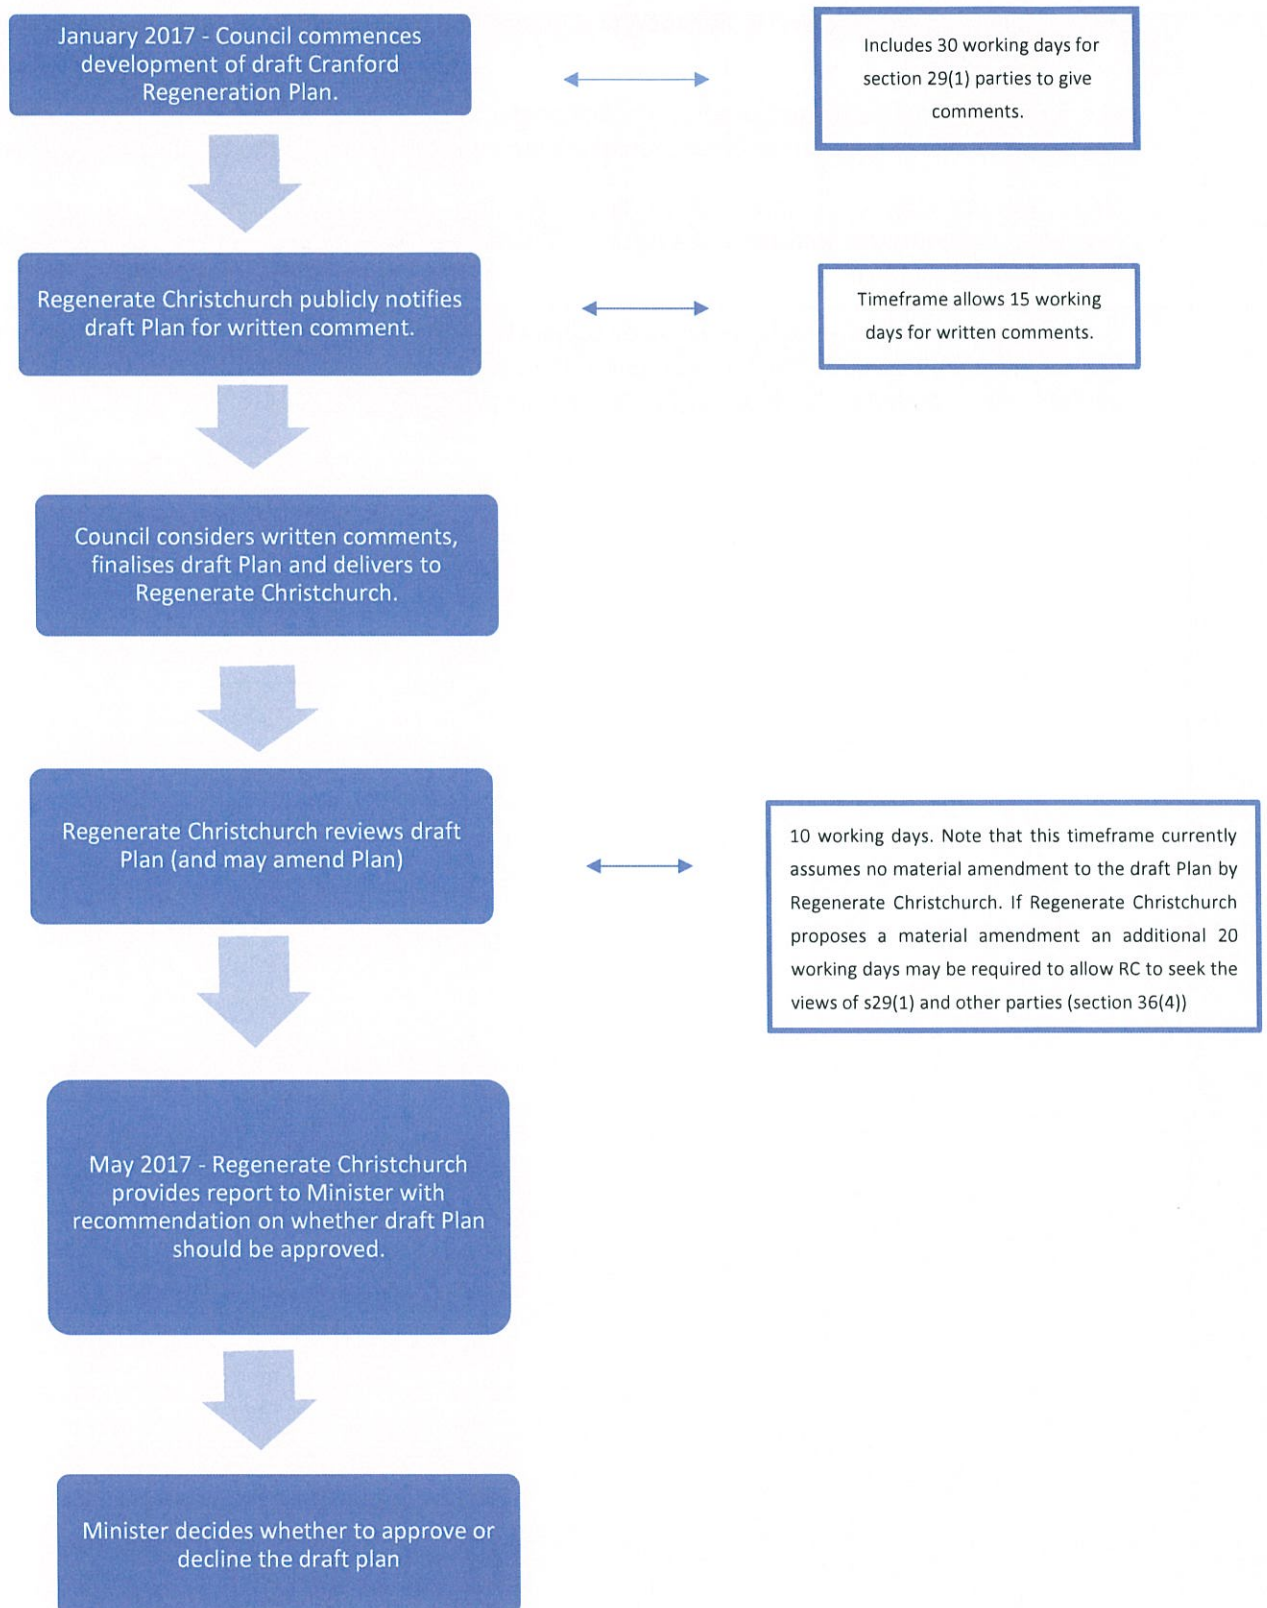 January 2017 - Council commences
development of draft Cranford
Regeneration Plan.
Includes 30 working days for
section 29(1) parties to give
comments.
Regenerate Christchurch publicly notifies
draft Plan for written comment.
Timeframe allows 15 working
days for written comments.
Council considers written comments,
finalises draft Plan and delivers to
Regenerate Christchurch.
Regenerate Christchurch reviews draft
Plan (and may amend Plan)
10 working days. Note that this timeframe currently
assumes no material amendment to the draft Plan by
Regenerate Christchurch. If Regenerate Christchurch
proposes a material amendment an additional 20
working days may be required to allow RC to seek the
views of s29(1) and other parties (section 36(4))
May 2017 - Regenerate Christchurch
provides report to Minister with
recommendation on whether draft Plan
should be approved.
Minister decides whether to approve or
decline the draft plan